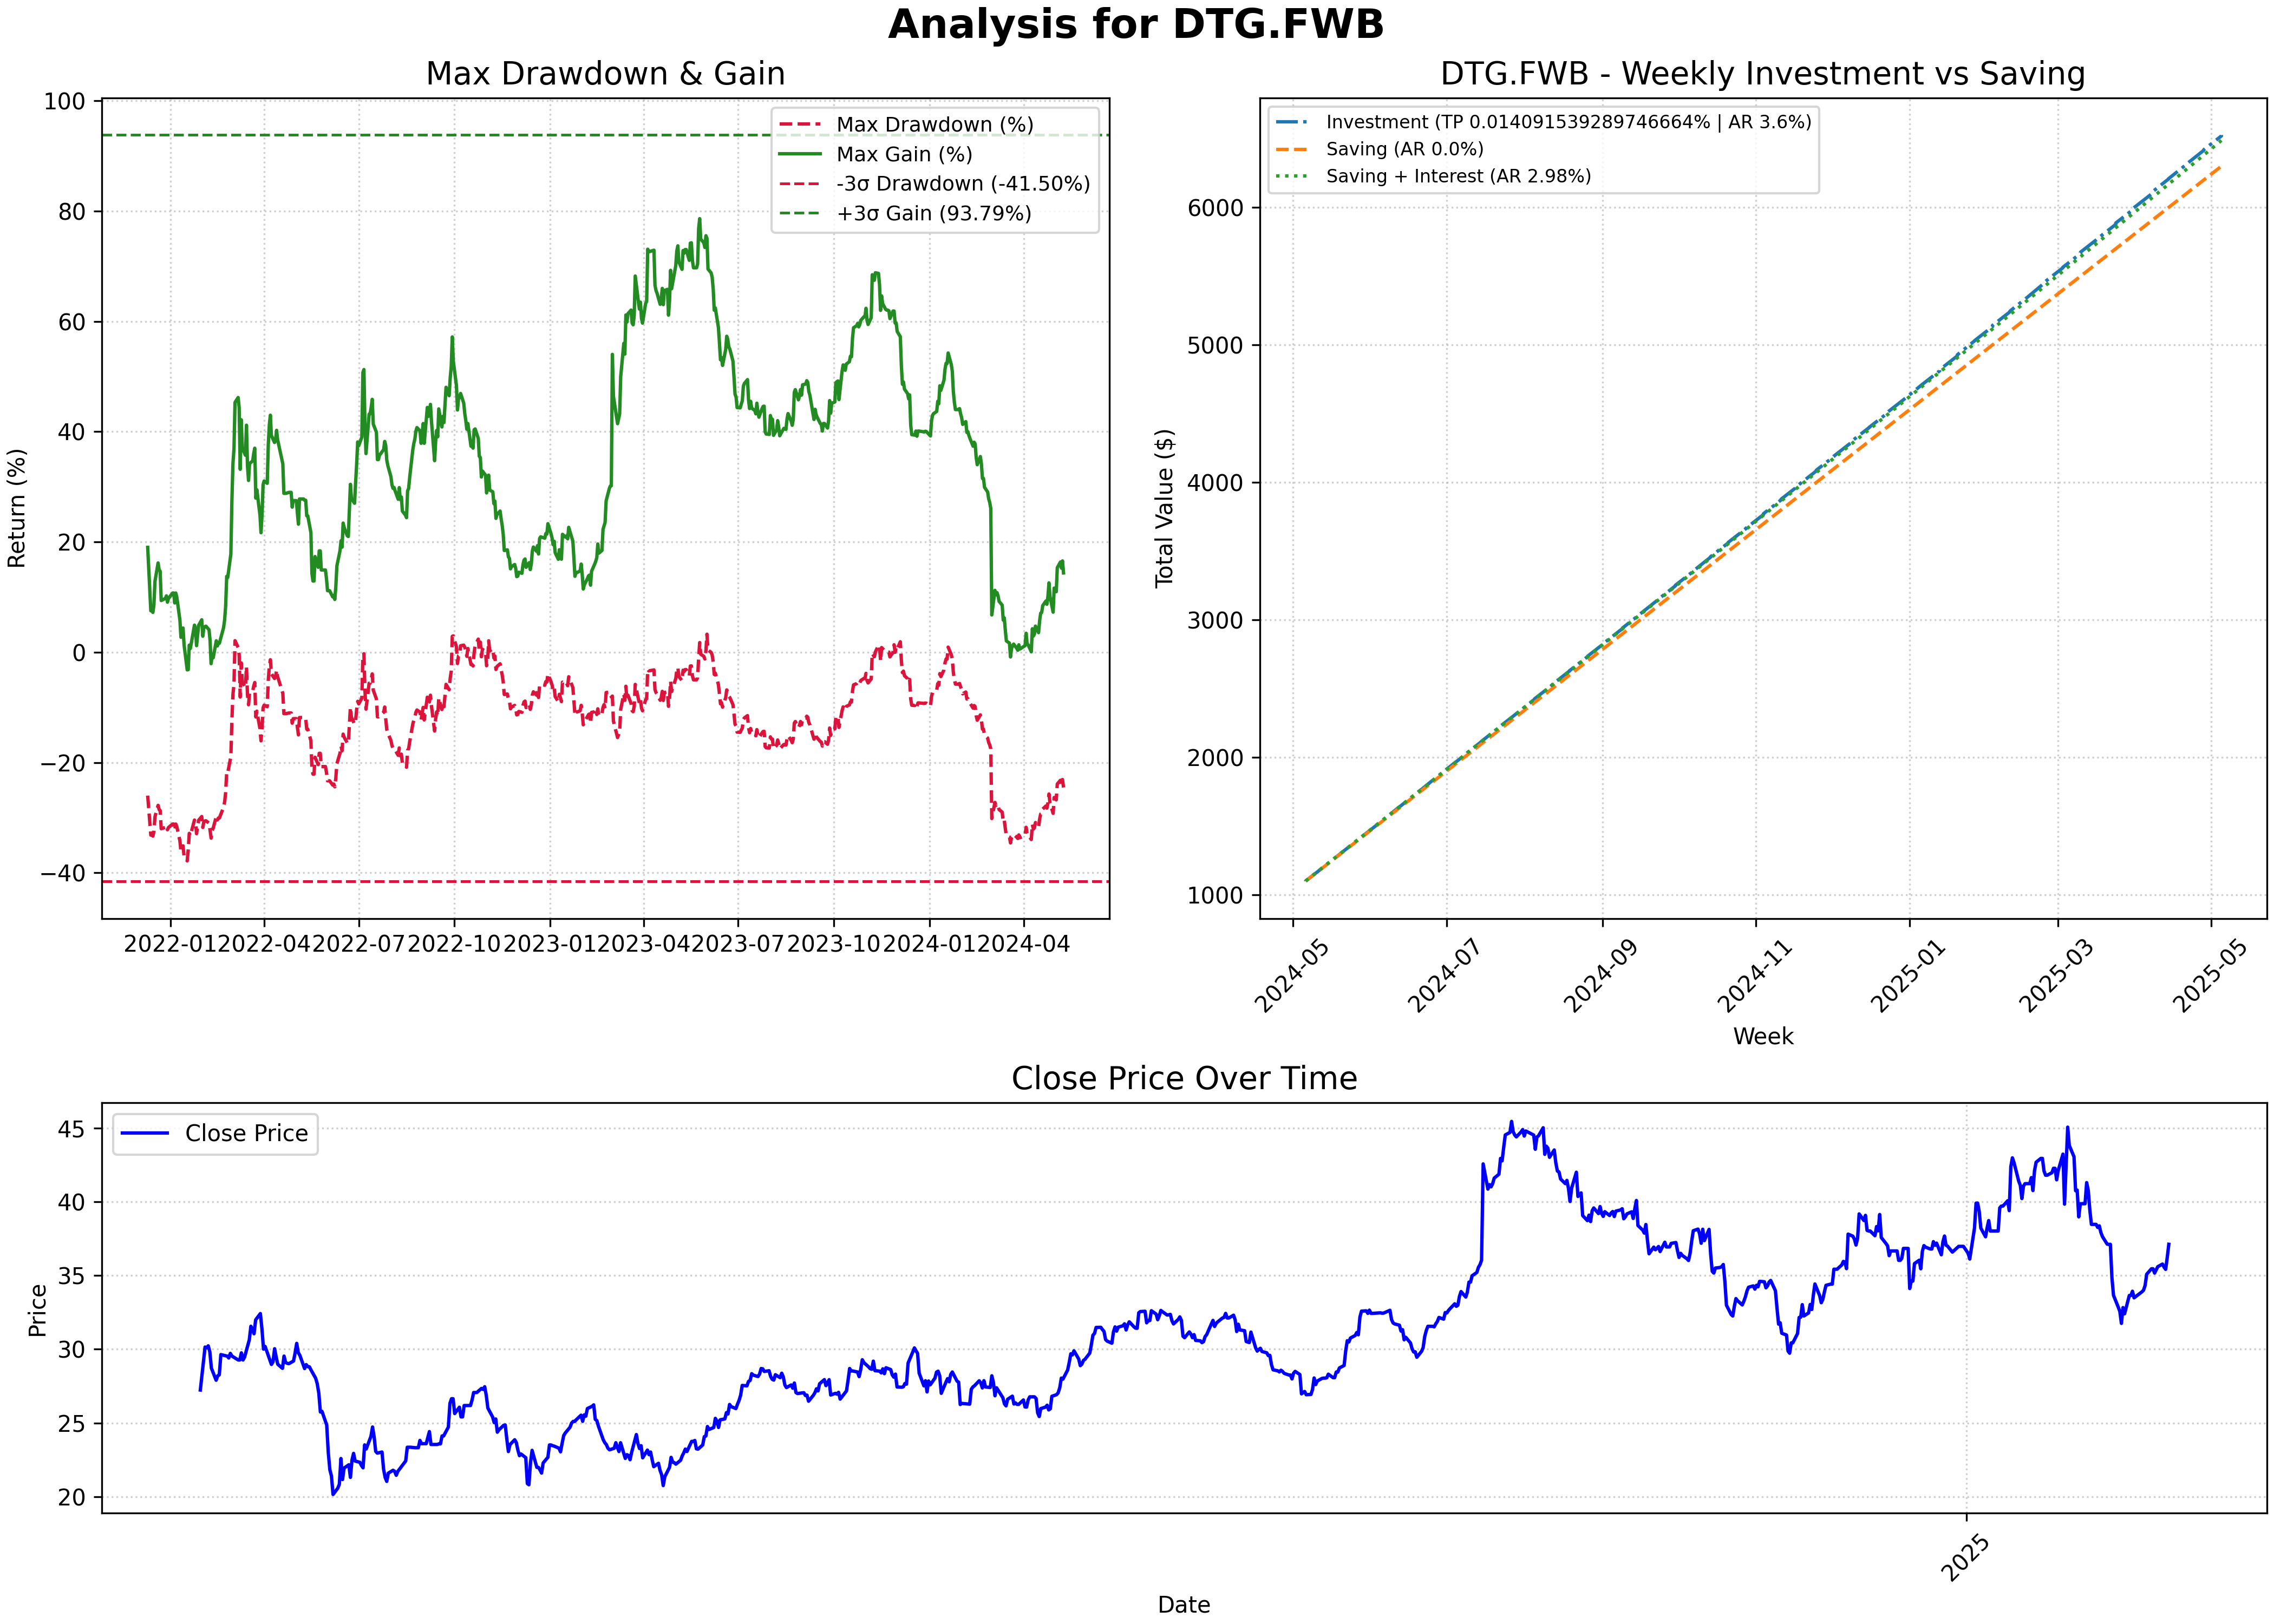 Analysis for DTG.FWB
Max Drawdown & Gain
Return (%)
100
80
60
40
20
0
−20
−40
Max Drawdown (%)
Max Gain (%)
-3σ Drawdown (-41.50%)
+3σ Gain (93.79%)
2022-01
2022-04
2022-07
2022-10
2023-01
2023-04
2023-07
2023-10
2024-01
2024-04
DTG.FWB - Weekly Investment vs Saving
Total Value ($)
6000
5000
4000
3000
2000
1000
Investment (TP 0.014091539289746664% | AR 3.6%)
Saving (AR 0.0%)
Saving + Interest (AR 2.98%)
2024-05
2024-07
2024-09
2024-11
2025-01
2025-03
2025-05
Week
Close Price Over Time
Price
45
40
35
30
25
20
Close Price
2025
Date